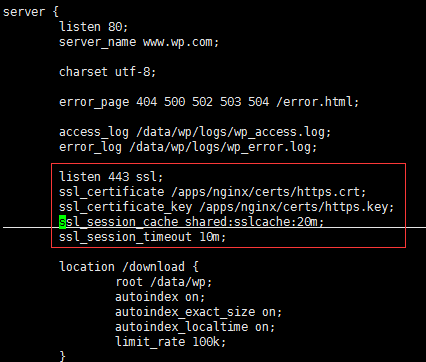 server {
listen 80;
server_name www.wp.com;
charset utf-8;
error_page 404 500 502 503 504 /error.html;
access_log /data/wp/logs/wp_access.log;
error_log /data/wp/logs/wp_error.log;
listen 443 ssl;
ssl_certificate /apps/nginx/certs/https.crt;
ssl_certificate_key /apps/nginx/certs/https.key;
ssl_session_cache shared:sslcache:20m;
ssl_session_timeout 10m;
location /download {
root /data/wp;
autoindex on;
autoindex_exact_size on;
autoindex_localtime on;
limit_rate 100k;
}